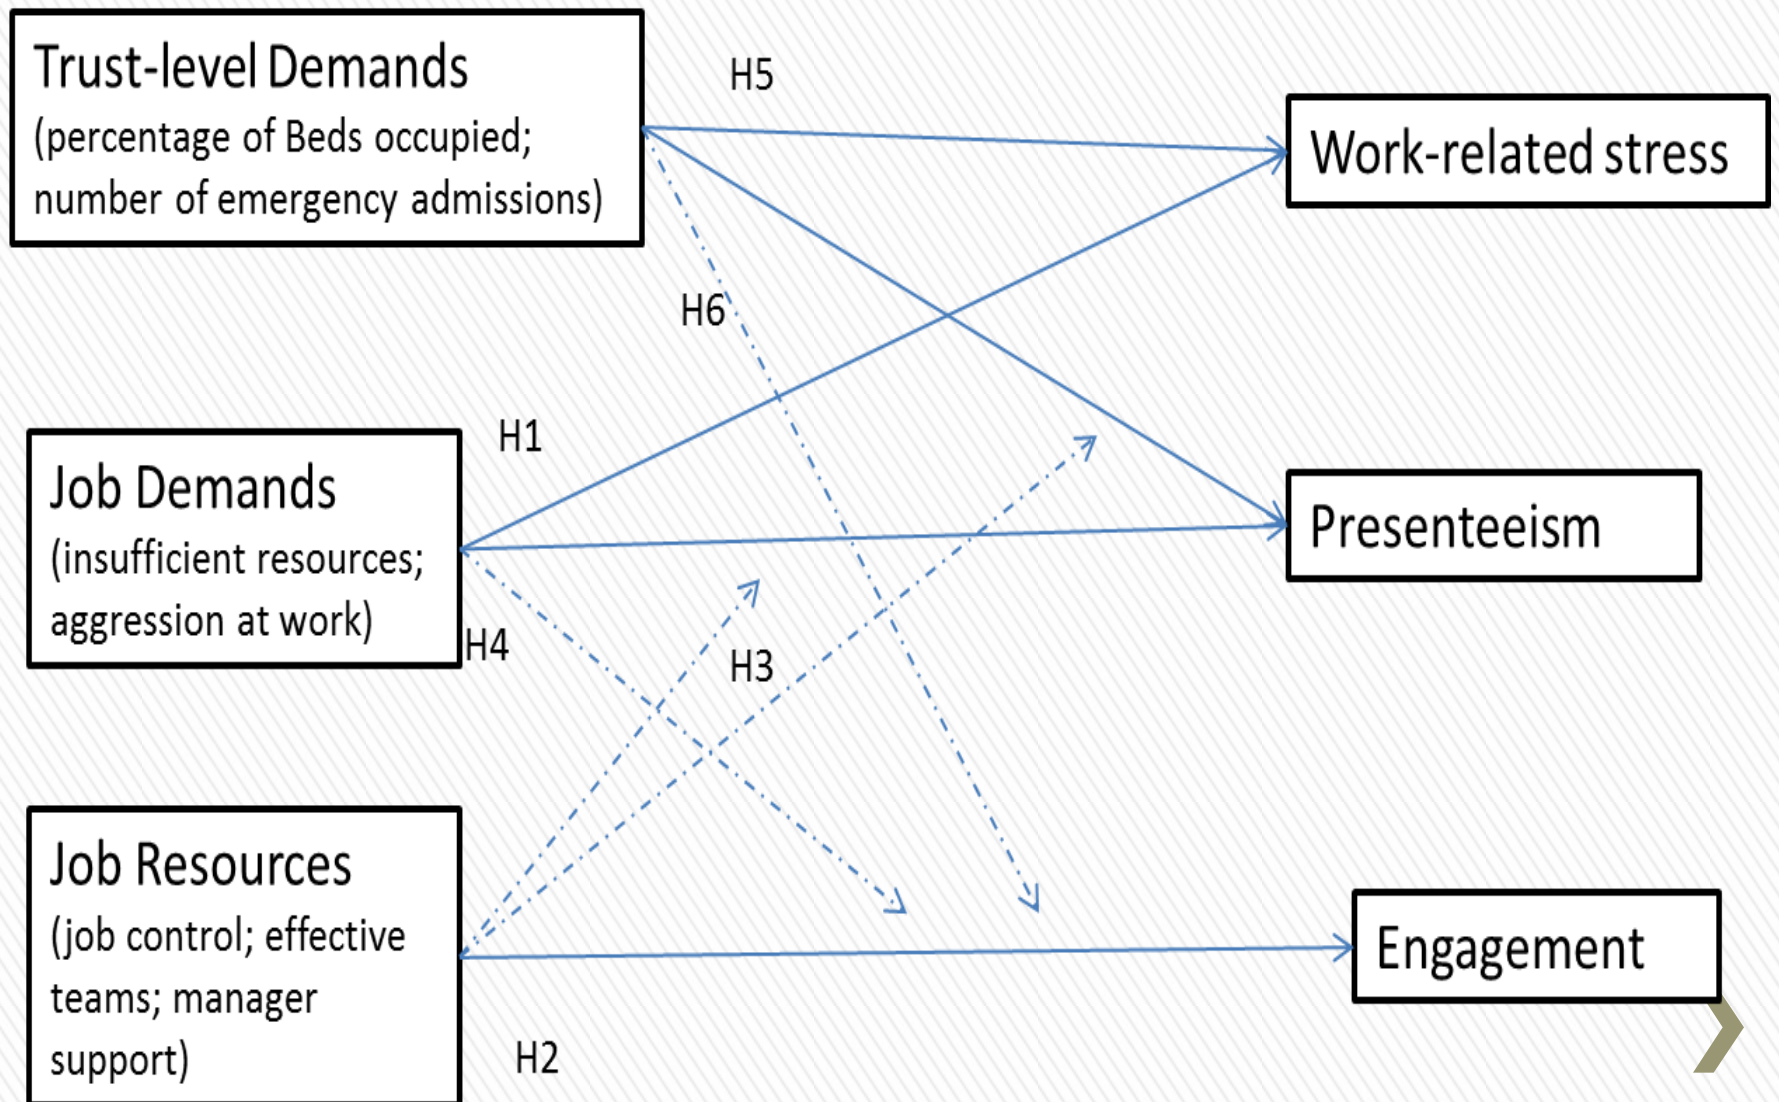 Trust-level Demands
(percentage of Beds occupied;
number of emergency admissions)
H5
Work-related stress
H6
H1
Job Demands
(insufficient resources;
aggression at work)
H4
H3
Presenteeism
Job Resources
(job control; effective
teams; manager
support)
H2
Engagement